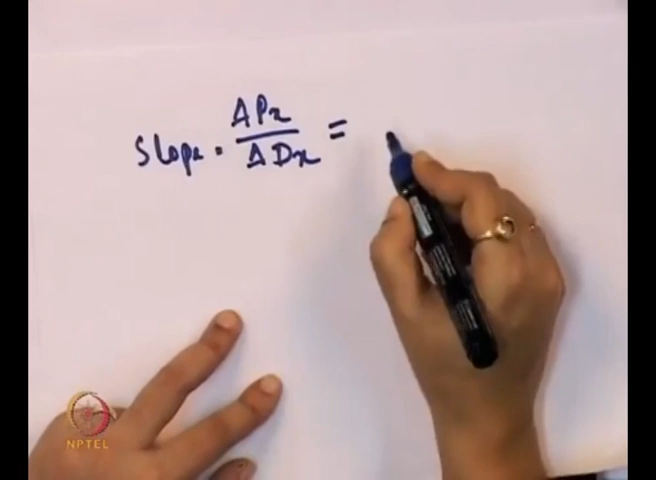 Slope = ΔPx / ΔDx =
NPTEL